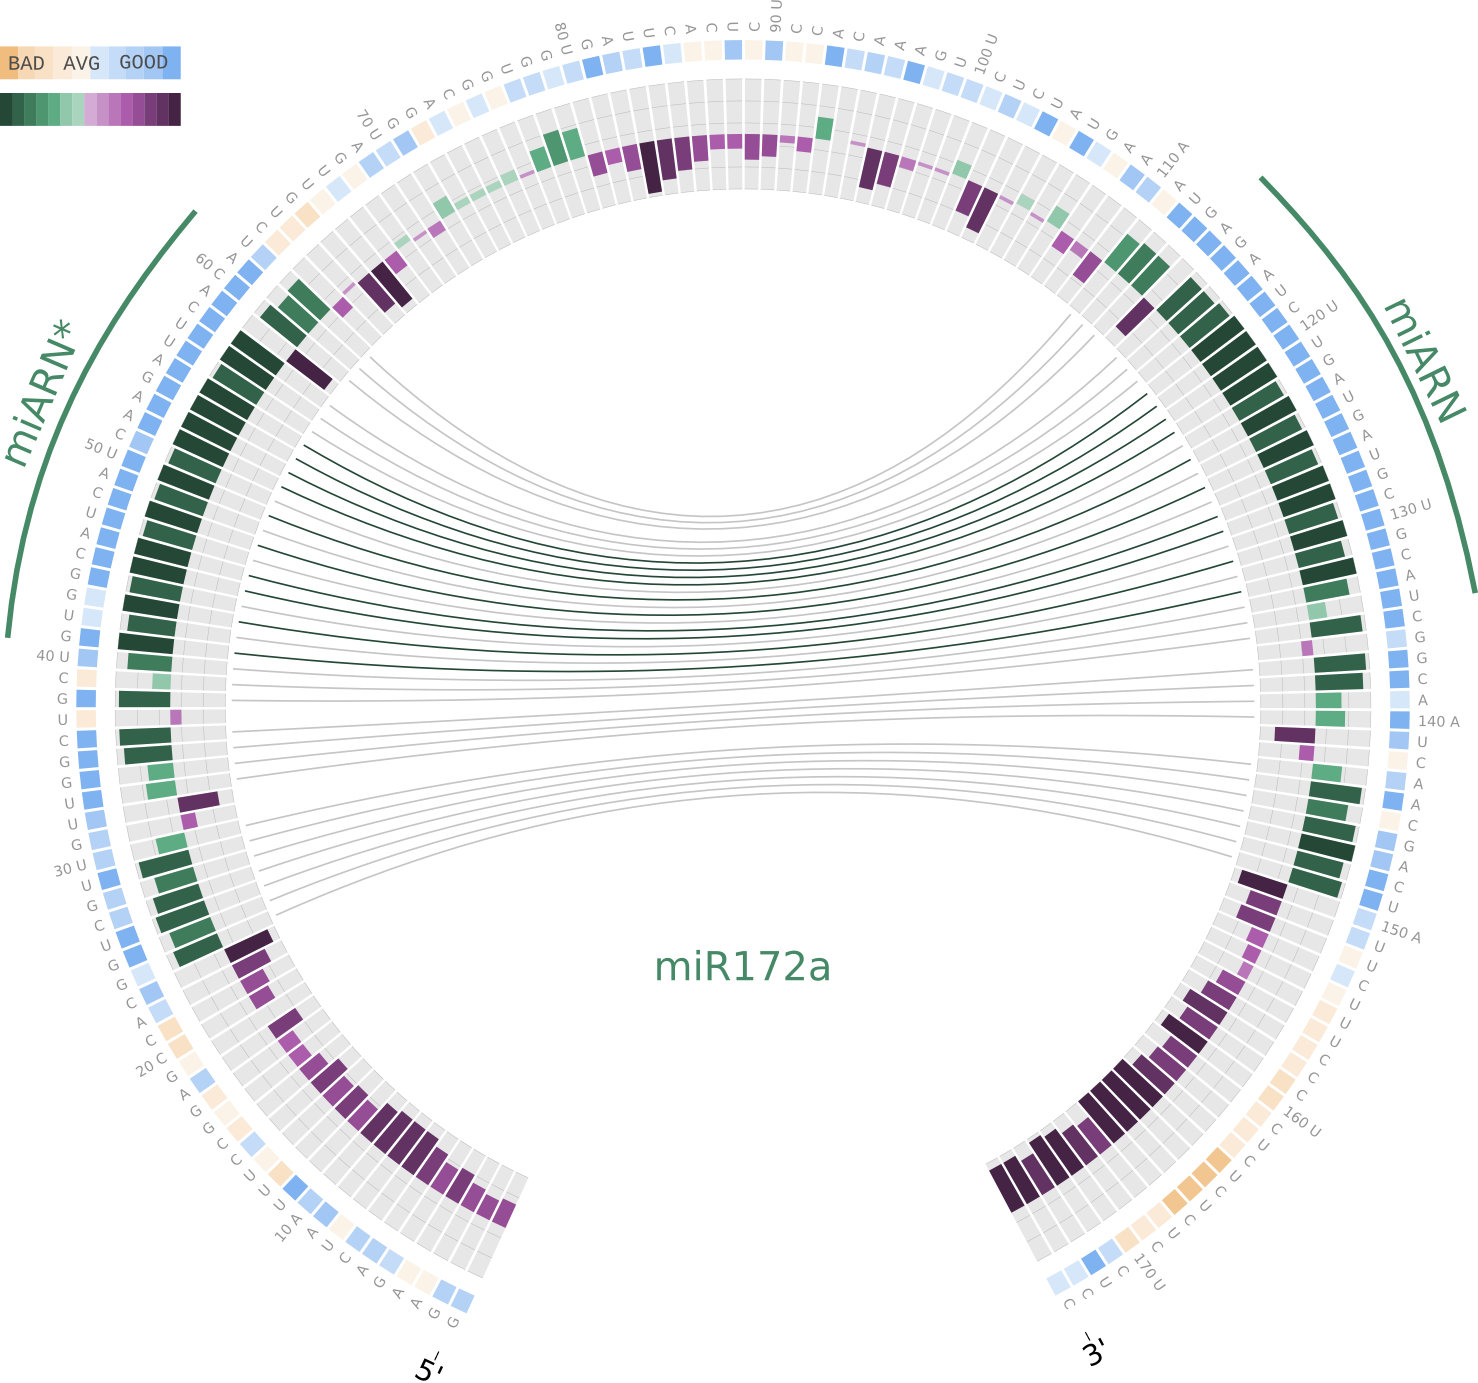 BAD AVG GOOD
miARN*
miARN
miR172a
5'
3'
G G A A G A C U A 10 A
U U U C C G G A G 20 C
C A C G G U C G U 30 U
G U U G G C U G C 40 U
G U G G C A U C A 50 U
C A A G A U U C A 60 C
A U C U G U U G A 70 U
G G A C G G U G G 80 U
G A U U C A C U C 90 U
C C A C A A A G U 100 U
C U C U A U G A A 110 A
A U G A G A A U C 120 U
U G A U G A U G C 130 U
G C A U C G G C A 140 A
U C A A C G A C U 150 A
U U C U U U C C C 160 U
C U C U C U C U C 170 U
C U C C